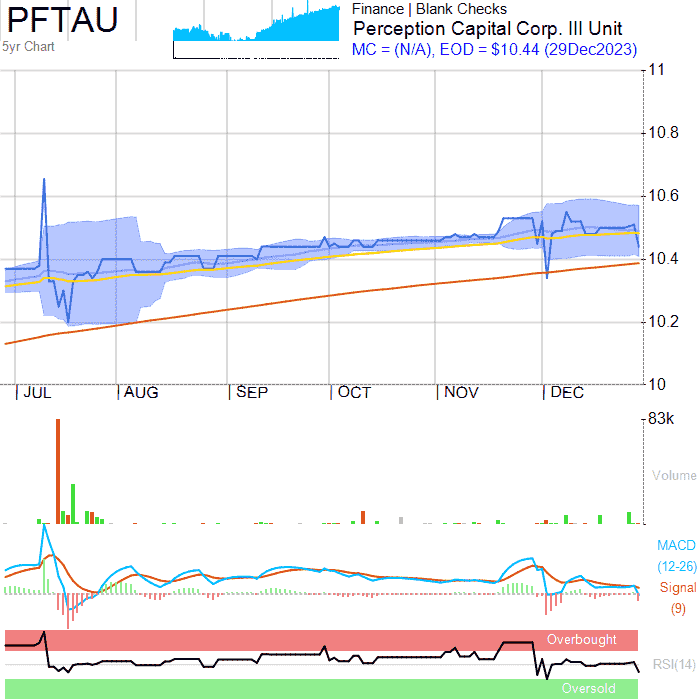 PFTAU
5yr Chart
Finance | Blank Checks
Perception Capital Corp. III Unit
MC = (N/A), EOD = $10.44 (29Dec2023)
11
10.8
10.6
10.4
10.2
10
JUL AUG SEP OCT NOV DEC
83k
Volume
MACD
(12-26)
Signal
(9)
Overbought
RSI(14)
Oversold